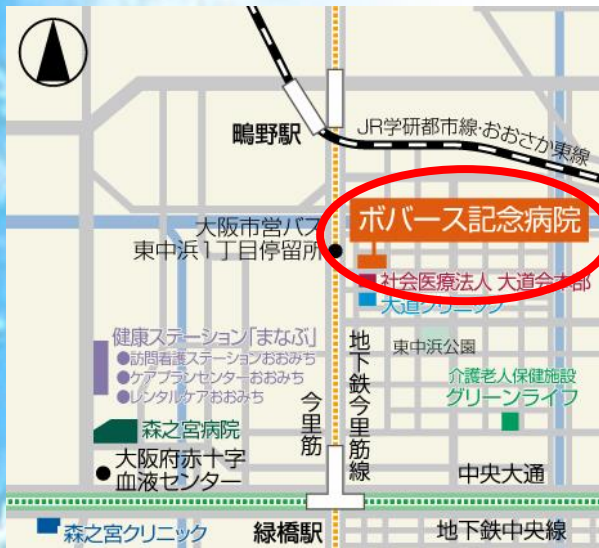 鴫野駅
JR学研都市線・おおさか東線
ボバース記念病院
大阪市営バス
東中浜1丁目停留所
社会医療法人 大道会本部
大道クリニック
健康ステーション「まなぶ」
●訪問看護ステーションおおみち
●ケアプランセンターおおみち
●レンタルケアおおみち
東中浜公園
介護老人保健施設
グリーンライフ
今里筋
地下鉄今里筋線
森之宮病院
大阪府赤十字
血液センター
中央大通
森之宮クリニック
緑橋駅
地下鉄中央線